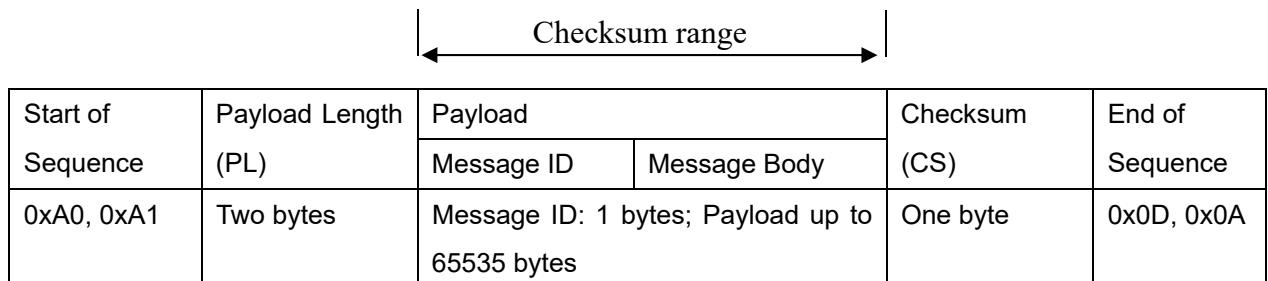 Checksum range
Start of Sequence
Payload Length (PL)
Payload
Message ID
Message Body
Checksum (CS)
End of Sequence
0xA0, 0xA1
Two bytes
Message ID: 1 bytes; Payload up to
65535 bytes
One byte
0x0D, 0x0A